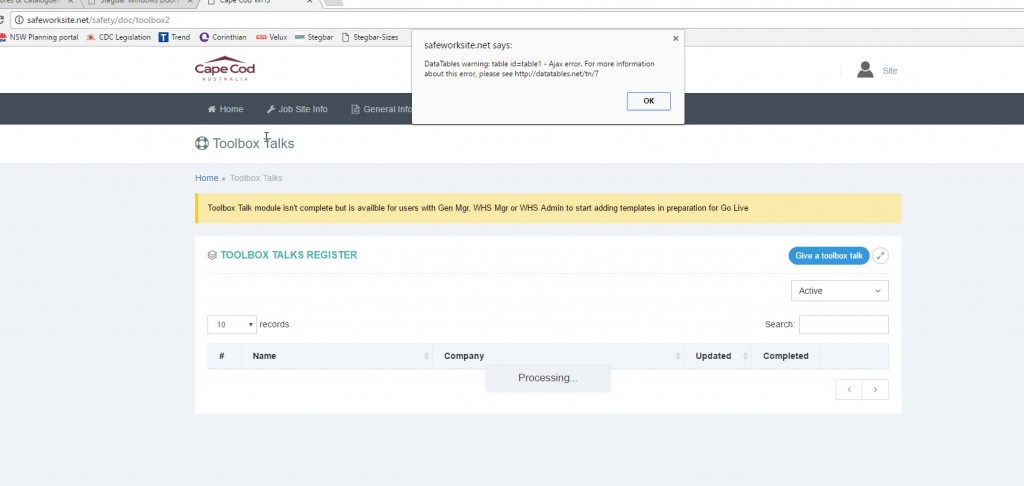 Stegbar Windows Door
Cape Cod WHS
safeworksite.net/safety/doc/toolbox2
NSW Planning portal
CDC Legislation
Trend
Corinthian
Velux
Stegbar
Stegbar-Sizes
safeworksite.net says:
DataTables warning: table id=table1 - Ajax error. For more information
about this error, please see http://datatables.net/tn/7
OK
Cape Cod
AUSTRALIA
Site
Home
Job Site Info
General Info
Toolbox Talks
Home » Toolbox Talks
Toolbox Talk module isn't complete but is availble for users with Gen Mgr, WHS Mgr or WHS Admin to start adding templates in preparation for Go Live
TOOLBOX TALKS REGISTER
Give a toolbox talk
Active
10 records
Search:
# Name Company Updated Completed
Processing...